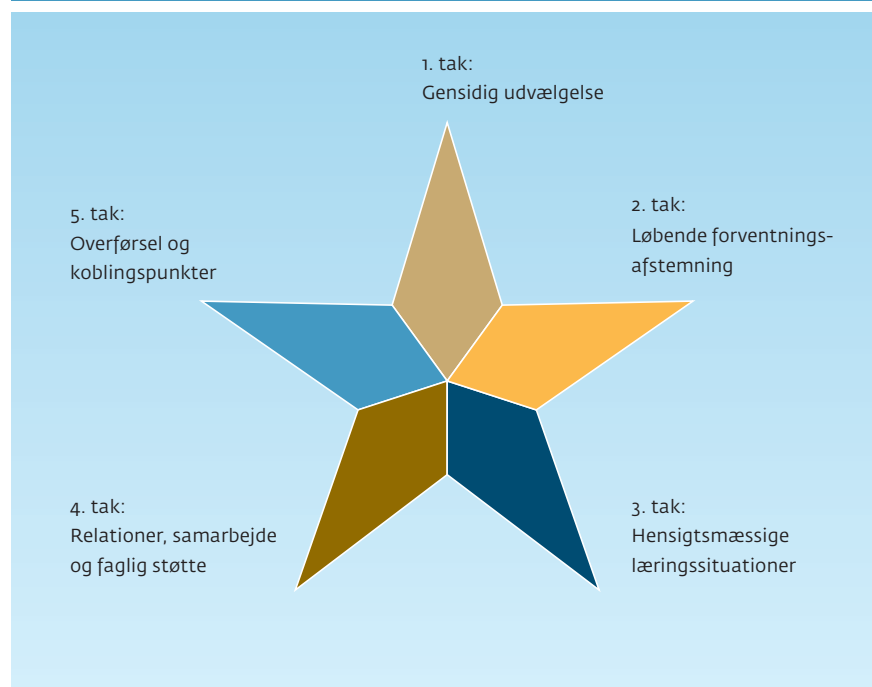 1. tak:
Gensidig udvælgelse
2. tak:
Løbende forventnings-
afstemning
3. tak:
Hensigtsmæssige
læringssituationer
4. tak:
Relationer, samarbejde
og faglig støtte
5. tak:
Overførsel og
koblingspunkter